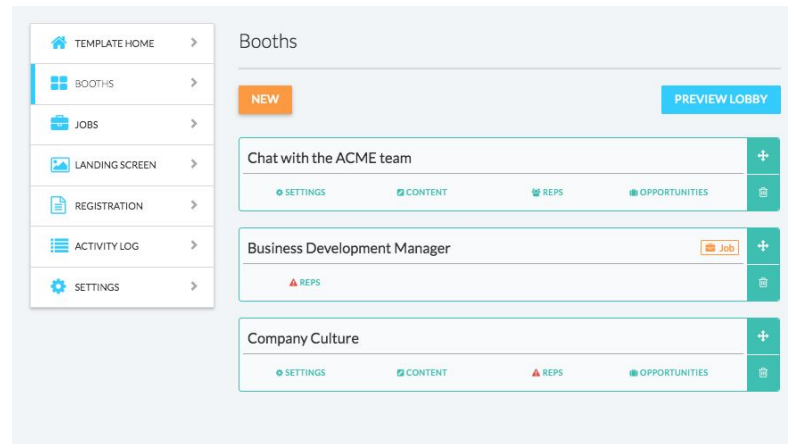 TEMPLATE HOME
BOOTHS
JOBS
LANDING SCREEN
REGISTRATION
ACTIVITY LOG
SETTINGS
Booths
NEW
PREVIEW LOBBY
Chat with the ACME team
SETTINGS CONTENT REPS OPPORTUNITIES
Business Development Manager Job
REPS
Company Culture
SETTINGS CONTENT REPS OPPORTUNITIES